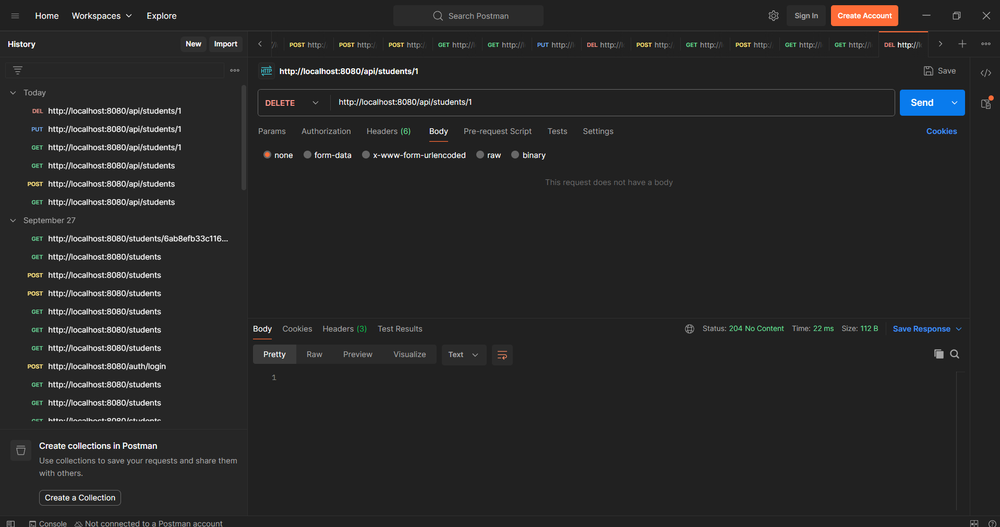 Home Workspaces Explore Search Postman Sign In Create Account
History New Import
POST http:/ POST http:/ POST http:/ GET http://l GET http://l PUT http://l DEL http://l POST http:/ GET http://l POST http:/ GET http://l GET http://l DEL http://lo
HTTP http://localhost:8080/api/students/1 Save
DELETE http://localhost:8080/api/students/1 Send
Params Authorization Headers (6) Body Pre-request Script Tests Settings Cookies
none form-data x-www-form-urlencoded raw binary
This request does not have a body
Today
DEL http://localhost:8080/api/students/1
PUT http://localhost:8080/api/students/1
GET http://localhost:8080/api/students/1
GET http://localhost:8080/api/students
POST http://localhost:8080/api/students
GET http://localhost:8080/api/students
September 27
GET http://localhost:8080/students/6ab8efb33c116...
GET http://localhost:8080/students
POST http://localhost:8080/students
POST http://localhost:8080/students
GET http://localhost:8080/students
GET http://localhost:8080/students
GET http://localhost:8080/students
POST http://localhost:8080/auth/login
GET http://localhost:8080/students
GET http://localhost:8080/students
GET http://localhost:8080/students
Body Cookies Headers (3) Test Results Status: 204 No Content Time: 22 ms Size: 112 B Save Response
Pretty Raw Preview Visualize Text
1
Create collections in Postman
Use collections to save your requests and share them
with others.
Create a Collection
Console Not connected to a Postman account